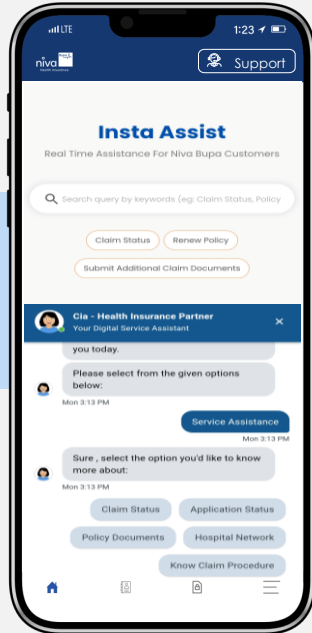 LTE
1:23
niva
Health Insurance
Support
Insta Assist
Real Time Assistance For Niva Bupa Customers
Search query by keywords (eg: Claim Status, Policy
Claim Status
Renew Policy
Submit Additional Claim Documents
Cia - Health Insurance Partner
Your Digital Service Assistant
you today.
Please select from the given options
below:
Mon 3:13 PM
Service Assistance
Mon 3:13 PM
Sure , select the option you'd like to know
more about:
Mon 3:13 PM
Claim Status
Application Status
Policy Documents
Hospital Network
Know Claim Procedure